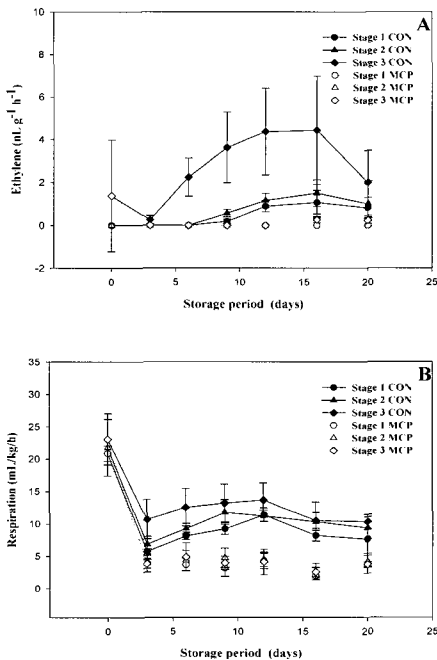 A
Stage 1 CON
Stage 2 CON
Stage 3 CON
Stage 1 MCP
Stage 2 MCP
Stage 3 MCP
Ethylene (nL g⁻¹ h⁻¹)
10
8
6
4
2
0
-2
-5 0 5 10 15 20 25
Storage period (days)
B
Stage 1 CON
Stage 2 CON
Stage 3 CON
Stage 1 MCP
Stage 2 MCP
Stage 3 MCP
Respiration (mL/kg/h)
35
30
25
20
15
10
5
0
-5 0 5 10 15 20 25
Storage period (days)